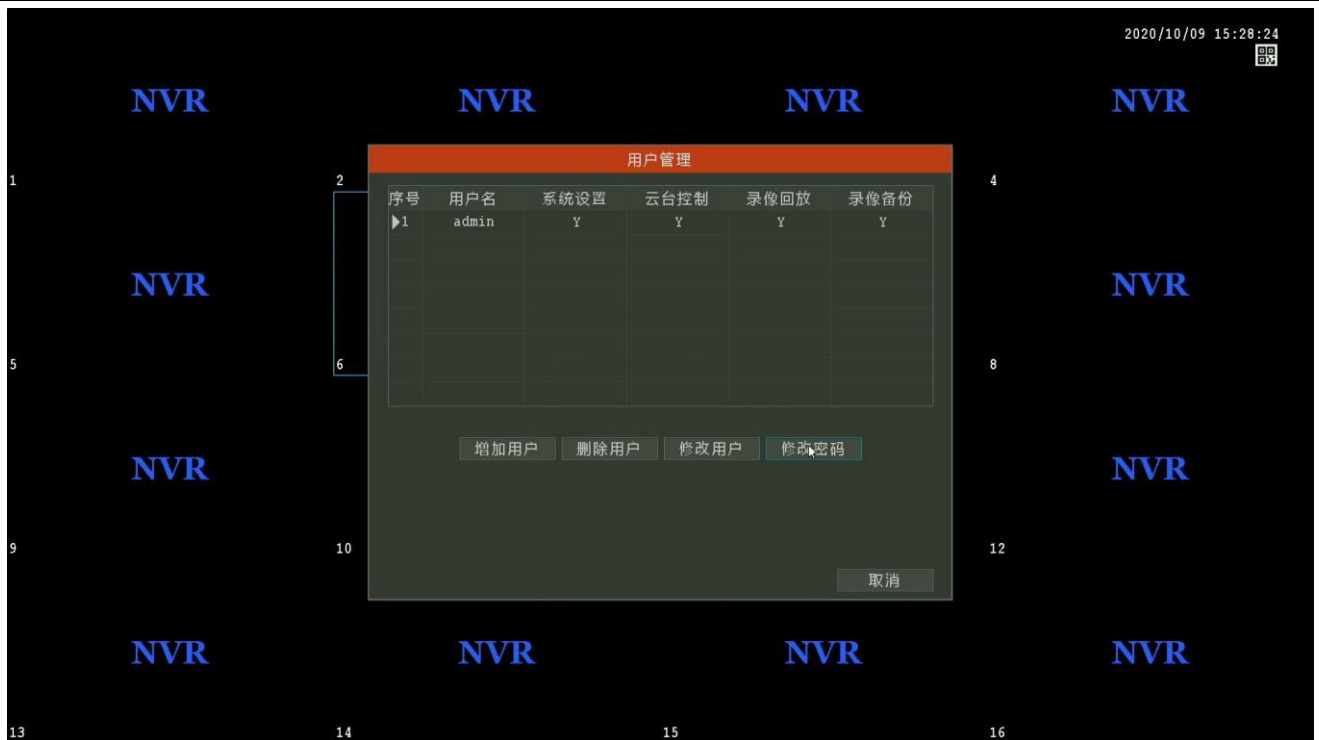 2020/10/09 15:28:24
NVR NVR NVR NVR
用户管理
1 2 4
序号 用户名 系统设置 云台控制 录像回放 录像备份
▶1 admin Y Y Y Y
NVR NVR
5 6 8
增加用户 删除用户 修改用户 修改密码
NVR NVR
9 10 12
取消
NVR NVR NVR NVR
13 14 15 16